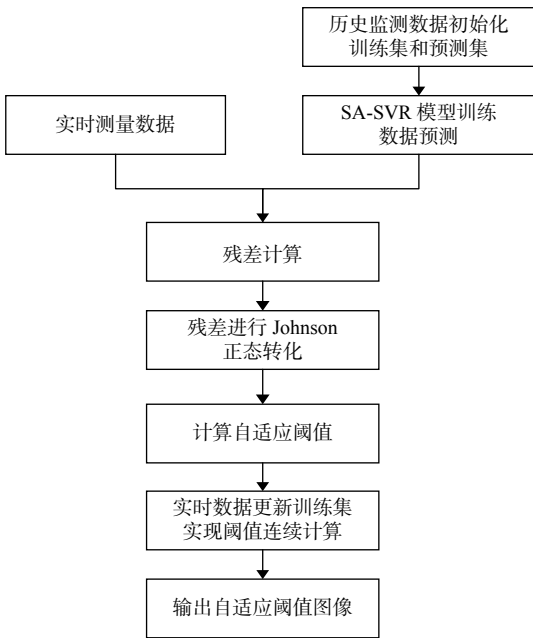 历史监测数据初始化
训练集和预测集
实时测量数据
SA-SVR 模型训练
数据预测
残差计算
残差进行 Johnson
正态转化
计算自适应阈值
实时数据更新训练集
实现阈值连续计算
输出自适应阈值图像